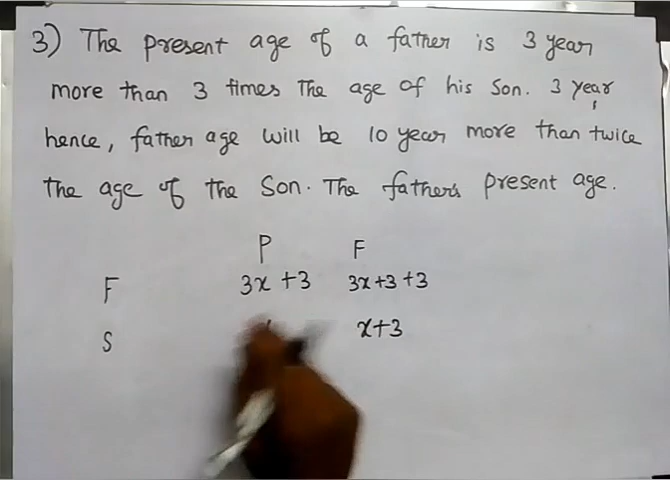 3) The present age of a father is 3 year
more than 3 times The age of his Son. 3 year
hence, father age will be 10 year more than twice
the age of the Son. The father's present age.
P F
F 3x +3 3x+3 +3
S x+3